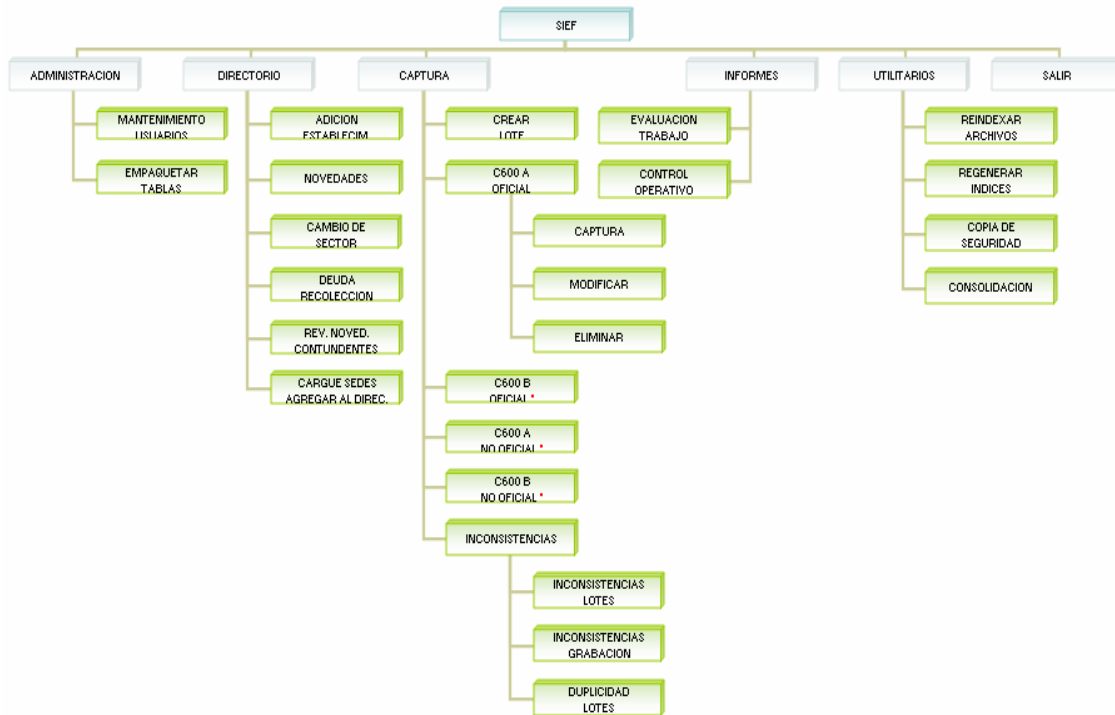 SIEF
ADMINISTRACION
DIRECTORIO
CAPTURA
INFORMES
UTILITARIOS
SALIR
MANTENIMIENTO
USUARIOS
EMPAQUETAR
TABLAS
ADICION
ESTABLECIM.
NOVEDADES
CAMBIO DE
SECTOR
DEUDA
RECOLECCION
REV. NOVED.
CONTUNDENTES
CARGUE SEDES
AGREGAR AL DIREC.
CREAR
LOTE
C600 A
OFICIAL
CAPTURA
MODIFICAR
ELIMINAR
C600 B
OFICIAL *
C600 A
NO OFICIAL *
C600 B
NO OFICIAL *
INCONSISTENCIAS
INCONSISTENCIAS
LOTES
INCONSISTENCIAS
GRABACION
DUPLICIDAD
LOTES
EVALUACION
TRABAJO
CONTROL
OPERATIVO
REINDEXAR
ARCHIVOS
REGENERAR
INDICES
COPIA DE
SEGURIDAD
CONSOLIDACION